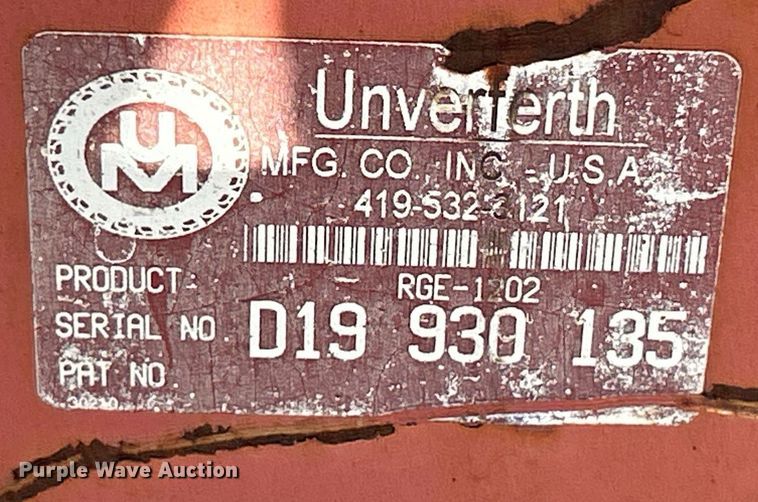 UM
Unverferth
MFG. CO., INC. - U.S.A.
419-532-3121
PRODUCT: RGE-1202
SERIAL NO. D19 930 135
PAT NO.
Purple Wave Auction